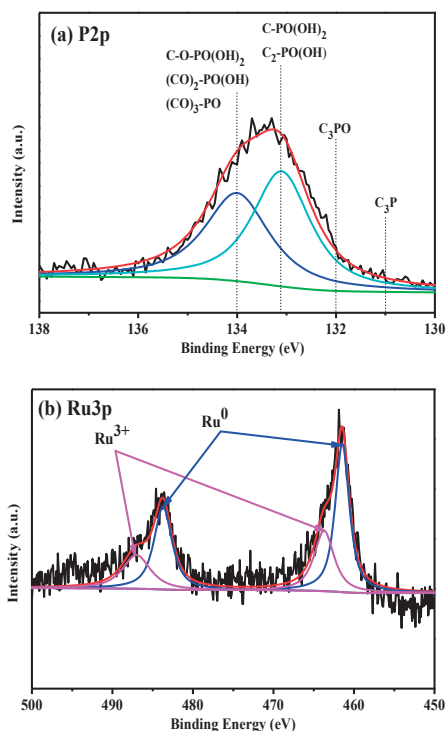 (a) P2p
C-PO(OH)₂
C₂-PO(OH)
C-O-PO(OH)₂
(CO)₂-PO(OH)
(CO)₃-PO
C₃PO
C₃P
Intensity (a.u.)
138 136 134 132 130
Binding Energy (eV)
(b) Ru3p
Ru³⁺
Ru⁰
Intensity (a.u.)
500 490 480 470 460 450
Binding Energy (eV)